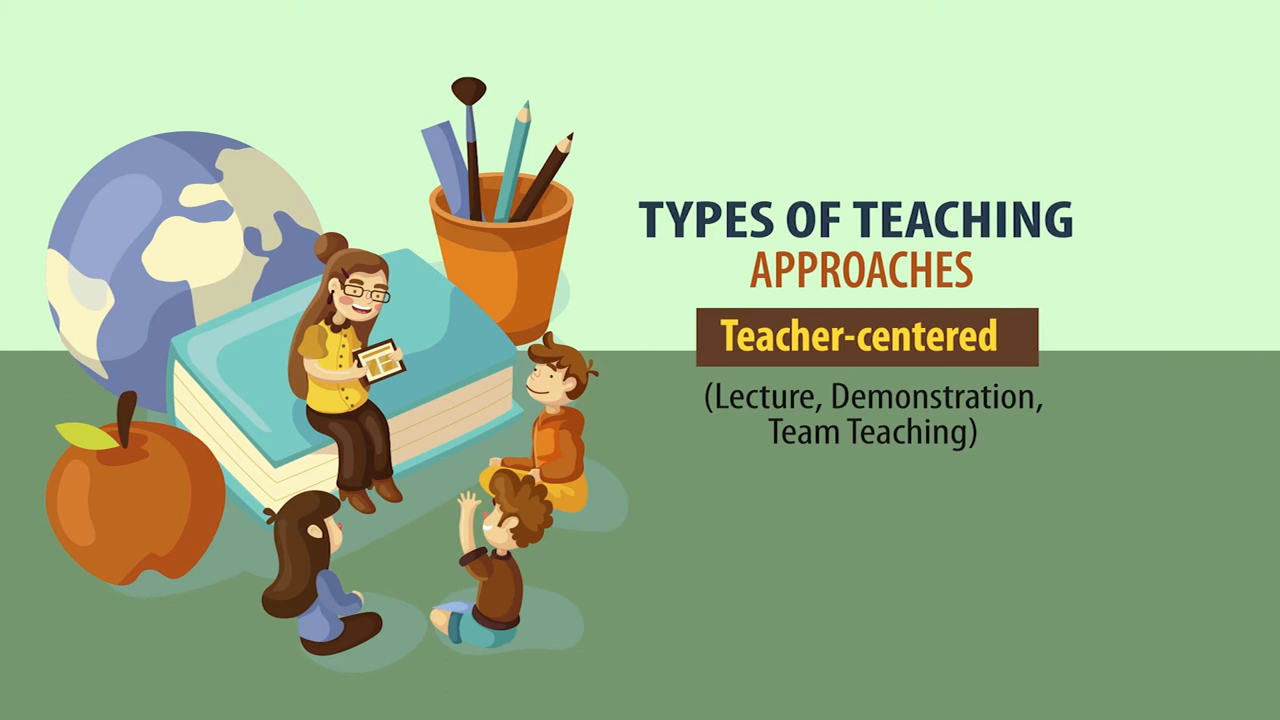 TYPES OF TEACHING
APPROACHES
Teacher-centered
(Lecture, Demonstration,
Team Teaching)